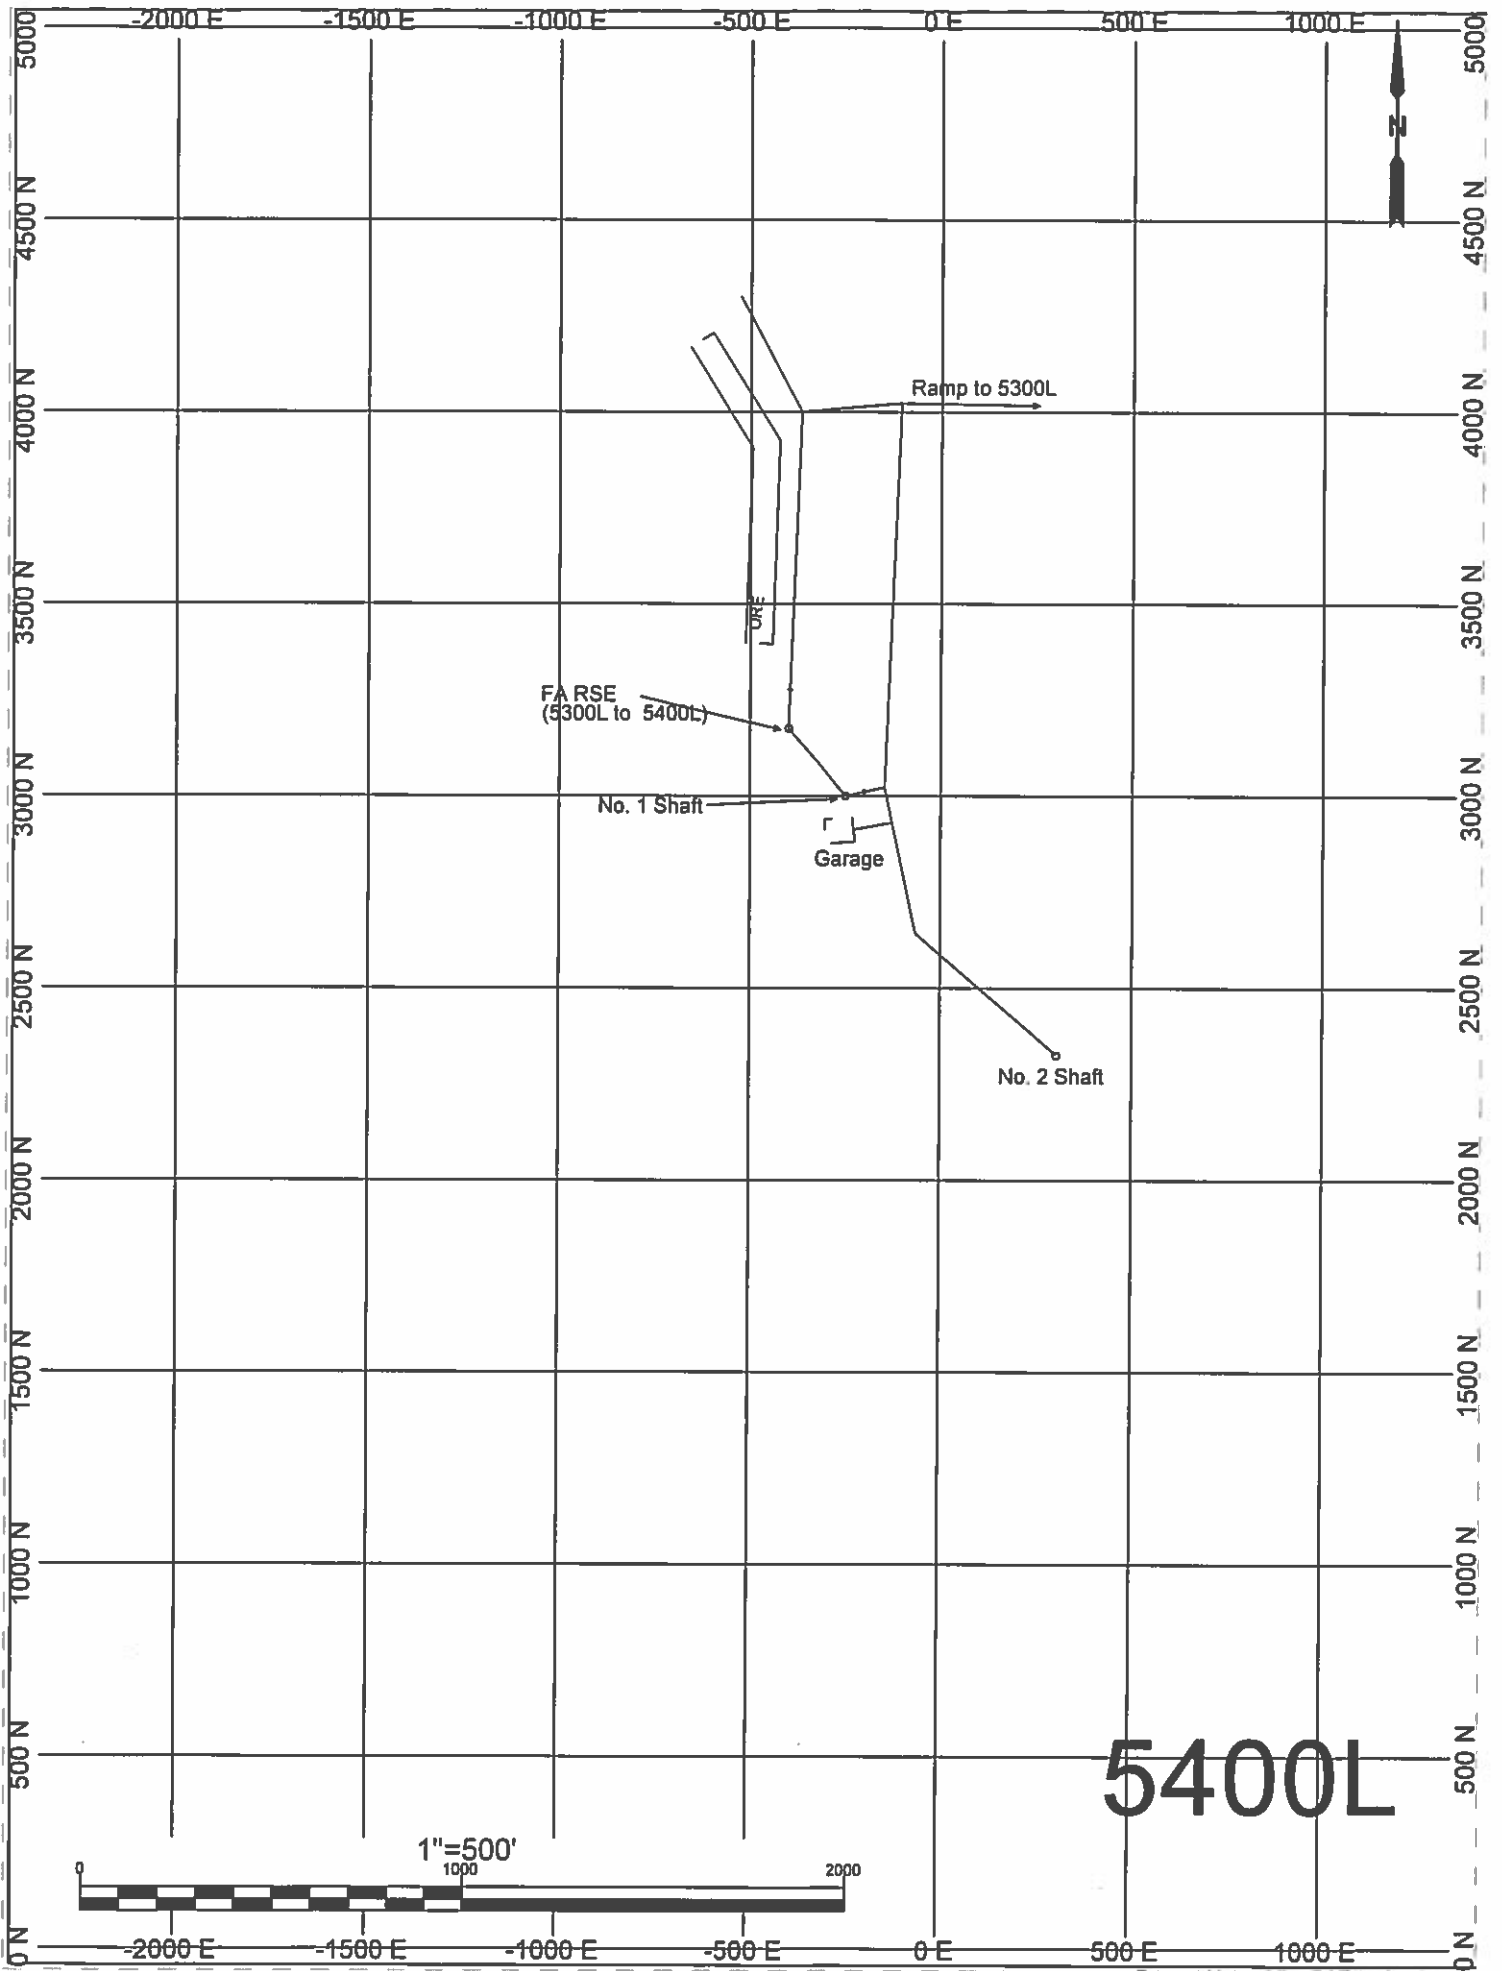 -2000 E -1500 E -1000 E -500 E 0 E 500 E 1000 E
5000 5000
N
4500 N 4500 N
Ramp to 5300L
4000 N 4000 N
3500 N ORE 3500 N
FA RSE
(5300L to 5400L)
3000 N No. 1 Shaft 3000 N
Garage
2500 N 2500 N
No. 2 Shaft
2000 N 2000 N
1500 N 1500 N
1000 N 1000 N
500 N 5400L 500 N
1"=500'
0 1000 2000
0 N -2000 E -1500 E -1000 E -500 E 0 E 500 E 1000 E 0 N